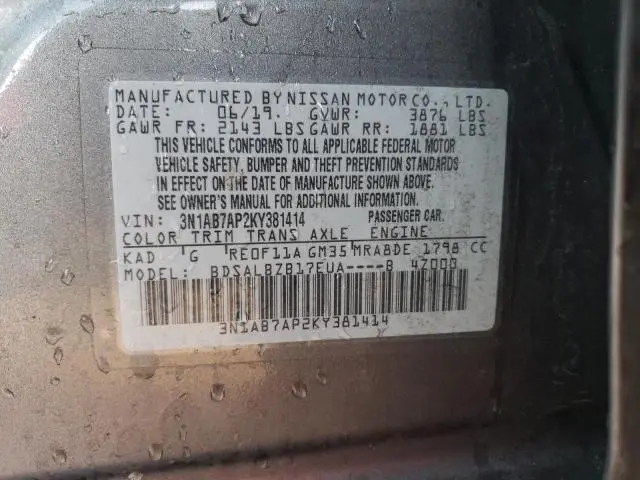 MANUFACTURED BY NISSAN MOTOR CO., LTD.
DATE: 06/19. GVWR: 3876 LBS
GAWR FR: 2143 LBS GAWR RR: 1881 LBS
THIS VEHICLE CONFORMS TO ALL APPLICABLE FEDERAL MOTOR
VEHICLE SAFETY, BUMPER AND THEFT PREVENTION STANDARDS
IN EFFECT ON THE DATE OF MANUFACTURE SHOWN ABOVE.
SEE OWNER'S MANUAL FOR ADDITIONAL INFORMATION.
VIN: 3N1AB7AP2KY381414 PASSENGER CAR.
COLOR TRIM TRANS AXLE ENGINE
KAD 'G 'RE0F11A GM35 MRA8DE 1798 CC
MODEL: BDSALBZB17EUA----B 4Z000
3N1AB7AP2KY381414